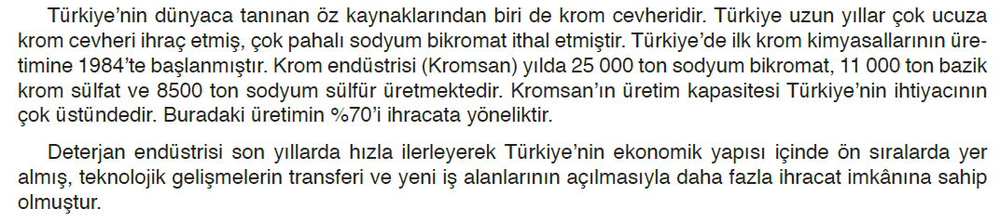 Türkiye’nin dünyaca tanınan öz kaynaklarından biri de krom cevheridir. Türkiye uzun yıllar çok ucuza
krom cevheri ihraç etmiş, çok pahalı sodyum bikromat ithal etmiştir. Türkiye’de ilk krom kimyasallarının üre-
timine 1984’te başlanmıştır. Krom endüstrisi (Kromsan) yılda 25 000 ton sodyum bikromat, 11 000 ton bazik
krom sülfat ve 8500 ton sodyum sülfür üretmektedir. Kromsan’ın üretim kapasitesi Türkiye’nin ihtiyacının
çok üstündedir. Buradaki üretimin %70’i ihracata yöneliktir.
Deterjan endüstrisi son yıllarda hızla ilerleyerek Türkiye’nin ekonomik yapısı içinde ön sıralarda yer
almış, teknolojik gelişmelerin transferi ve yeni iş alanlarının açılmasıyla daha fazla ihracat imkânına sahip
olmuştur.